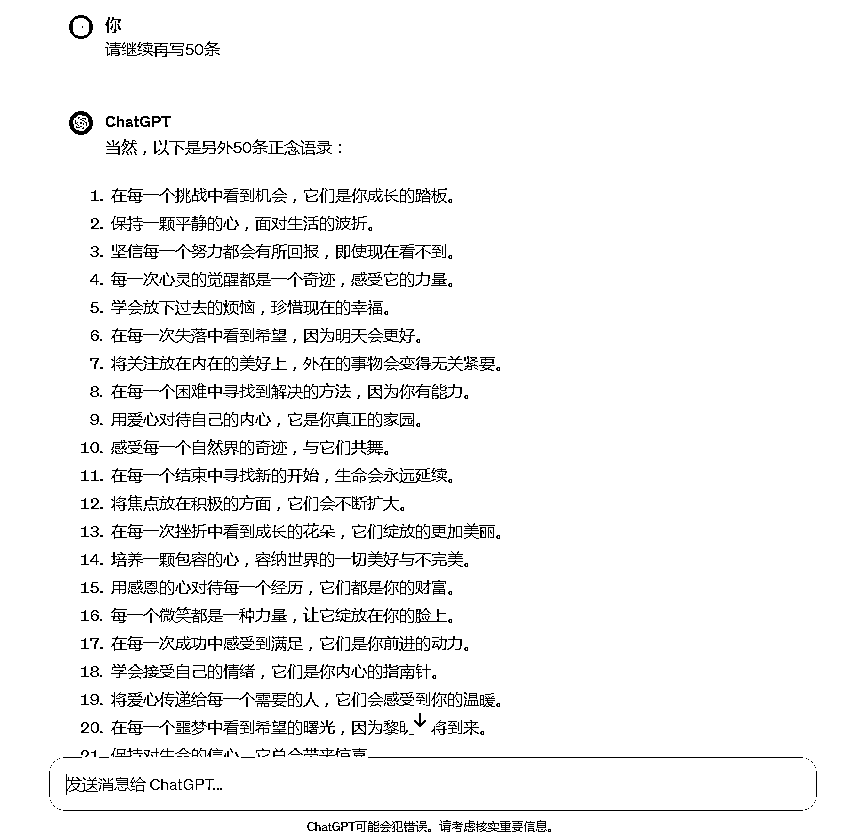 你
请继续再写50条
ChatGPT
当然，以下是另外50条正念语录：
1. 在每一个挑战中看到机会，它们是你成长的踏板。
2. 保持一颗平静的心，面对生活的波折。
3. 坚信每一个努力都会有所回报，即使现在看不到。
4. 每一次心灵的觉醒都是一个奇迹，感受它的力量。
5. 学会放下过去的烦恼，珍惜现在的幸福。
6. 在每一次失落中看到希望，因为明天会更好。
7. 将关注放在内在的美好上，外在的事物会变得无关紧要。
8. 在每一个困难中寻找到解决的方法，因为你有能力。
9. 用爱心对待自己的内心，它是你真正的家园。
10. 感受每一个自然界的奇迹，与它们共舞。
11. 在每一个结束中寻找新的开始，生命会永远延续。
12. 将焦点放在积极的方面，它们会不断扩大。
13. 在每一次挫折中看到成长的花朵，它们绽放的更加美丽。
14. 培养一颗包容的心，容纳世界的一切美好与不完美。
15. 用感恩的心对待每一个经历，它们都是你的财富。
16. 每一个微笑都是一种力量，让它绽放在你的脸上。
17. 在每一次成功中感受到满足，它们是你前进的动力。
18. 学会接受自己的情绪，它们是你内心的指南针。
19. 将爱心传递给每一个需要的人，它们会感受到你的温暖。
20. 在每一个噩梦中看到希望的曙光，因为黎明将到来。
21. 保持对生命的信心，它总会带来惊喜
发送消息给 ChatGPT...
ChatGPT可能会犯错误。请考虑核实重要信息。